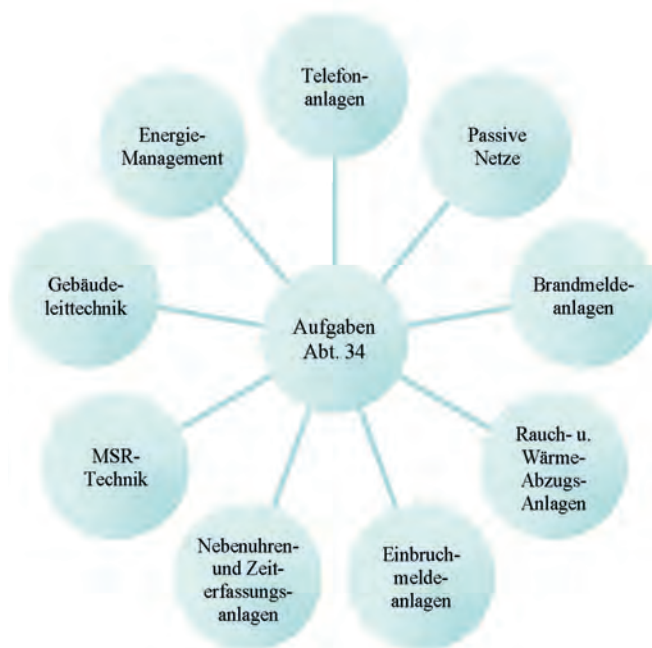 Telefon-
anlagen
Passive
Netze
Brandmelde-
anlagen
Rauch- u.
Wärme-
Abzugs-
Anlagen
Einbruch-
melde-
anlagen
Nebenuhren-
und Zeit-
erfassungs-
anlagen
MSR-
Technik
Gebäude-
leittechnik
Energie-
Management
Aufgaben
Abt. 34